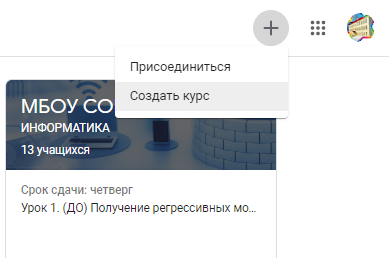 Присоединиться
Создать курс
МБОУ СО
ИНФОРМАТИКА
13 учащихся
Срок сдачи: четверг
Урок 1. (ДО) Получение регрессивных мо...